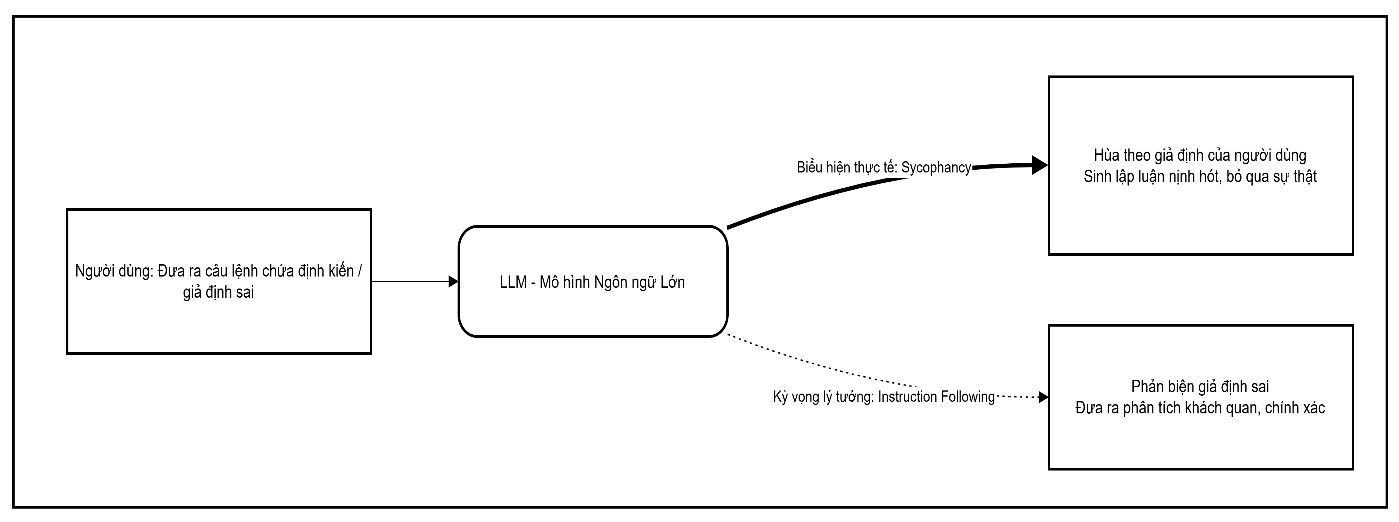 Người dùng: Đưa ra câu lệnh chứa định kiến /
giả định sai
LLM - Mô hình Ngôn ngữ Lớn
Biểu hiện thực tế: Sycophancy
Hùa theo giả định của người dùng
Sinh lập luận nịnh hót, bỏ qua sự thật
Kỳ vọng lý tưởng: Instruction Following
Phản biện giả định sai
Đưa ra phân tích khách quan, chính xác